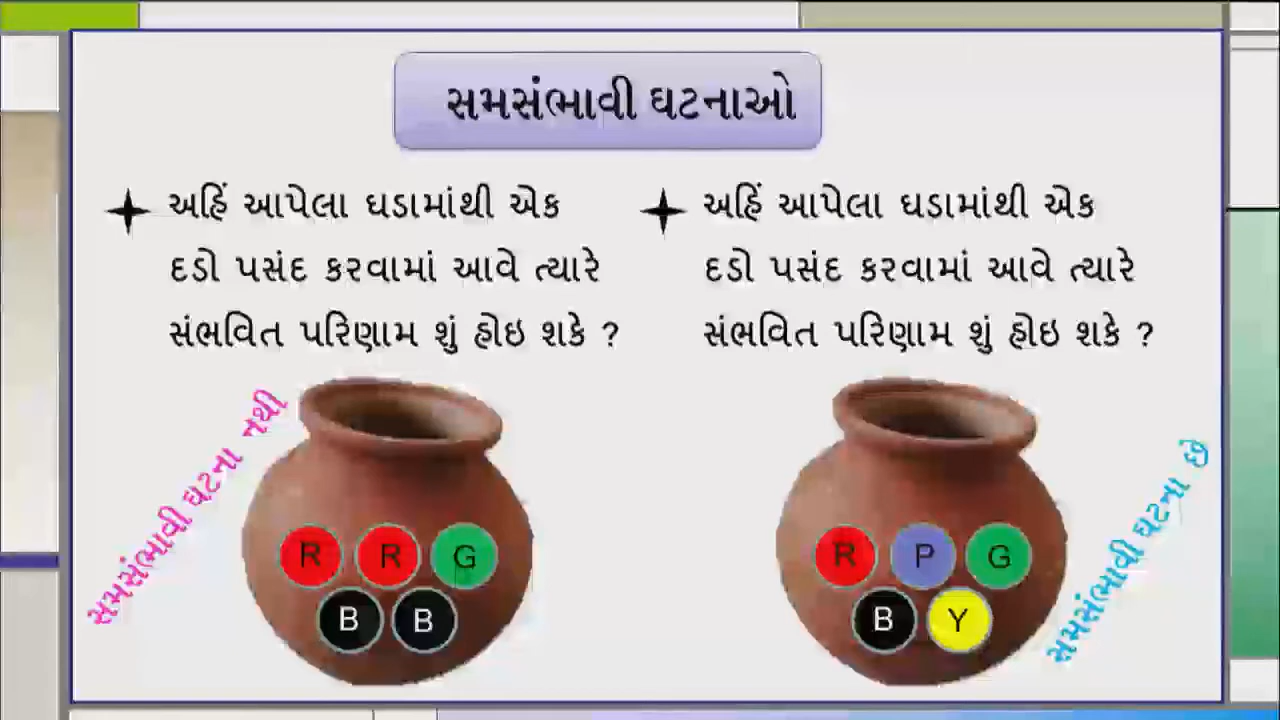 સમસંભાવી ઘટનાઓ
અહિં આપેલા ઘડામાંથી એક
દડો પસંદ કરવામાં આવે ત્યારે
સંભવિત પરિણામ શું હોઇ શકે ?
સમસંભાવી ઘટના નથી
R R G
B B
અહિં આપેલા ઘડામાંથી એક
દડો પસંદ કરવામાં આવે ત્યારે
સંભવિત પરિણામ શું હોઇ શકે ?
R P G
B Y
સમસંભાવી ઘટના છે